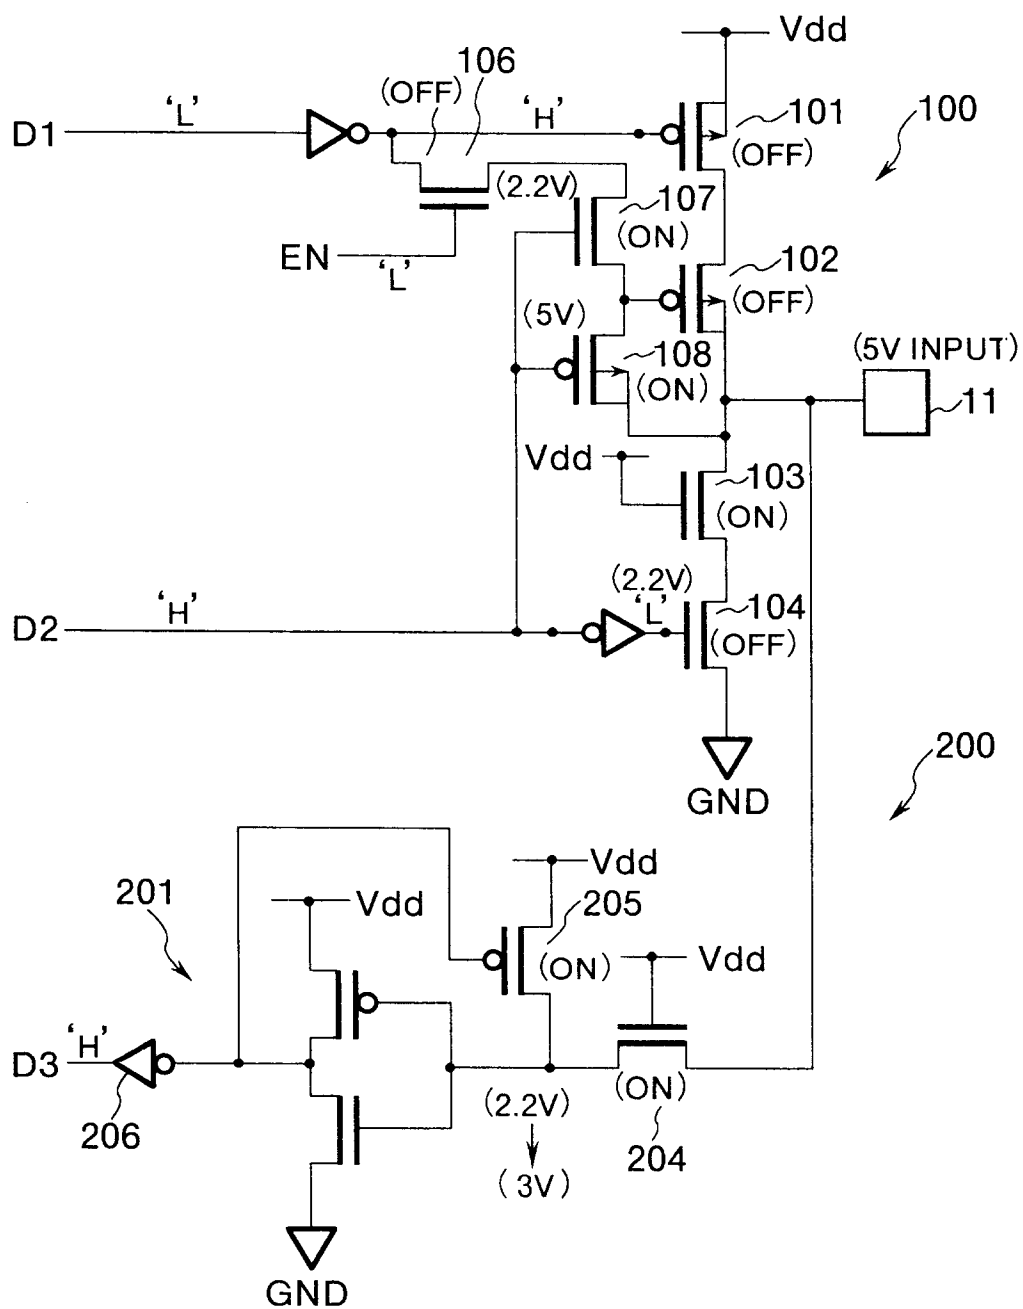 Vdd
106
(OFF)
'L'
'H'
D1
101
(OFF)
100
(2.2V)
107
(ON)
EN
'L'
102
(OFF)
(5V)
108
(ON)
(5V INPUT)
11
Vdd
103
(ON)
(2.2V)
'H'
'L'
104
(OFF)
D2
200
GND
Vdd
201
Vdd
205
(ON)
Vdd
'H'
D3
(ON)
(2.2V)
206
204
(3V)
GND